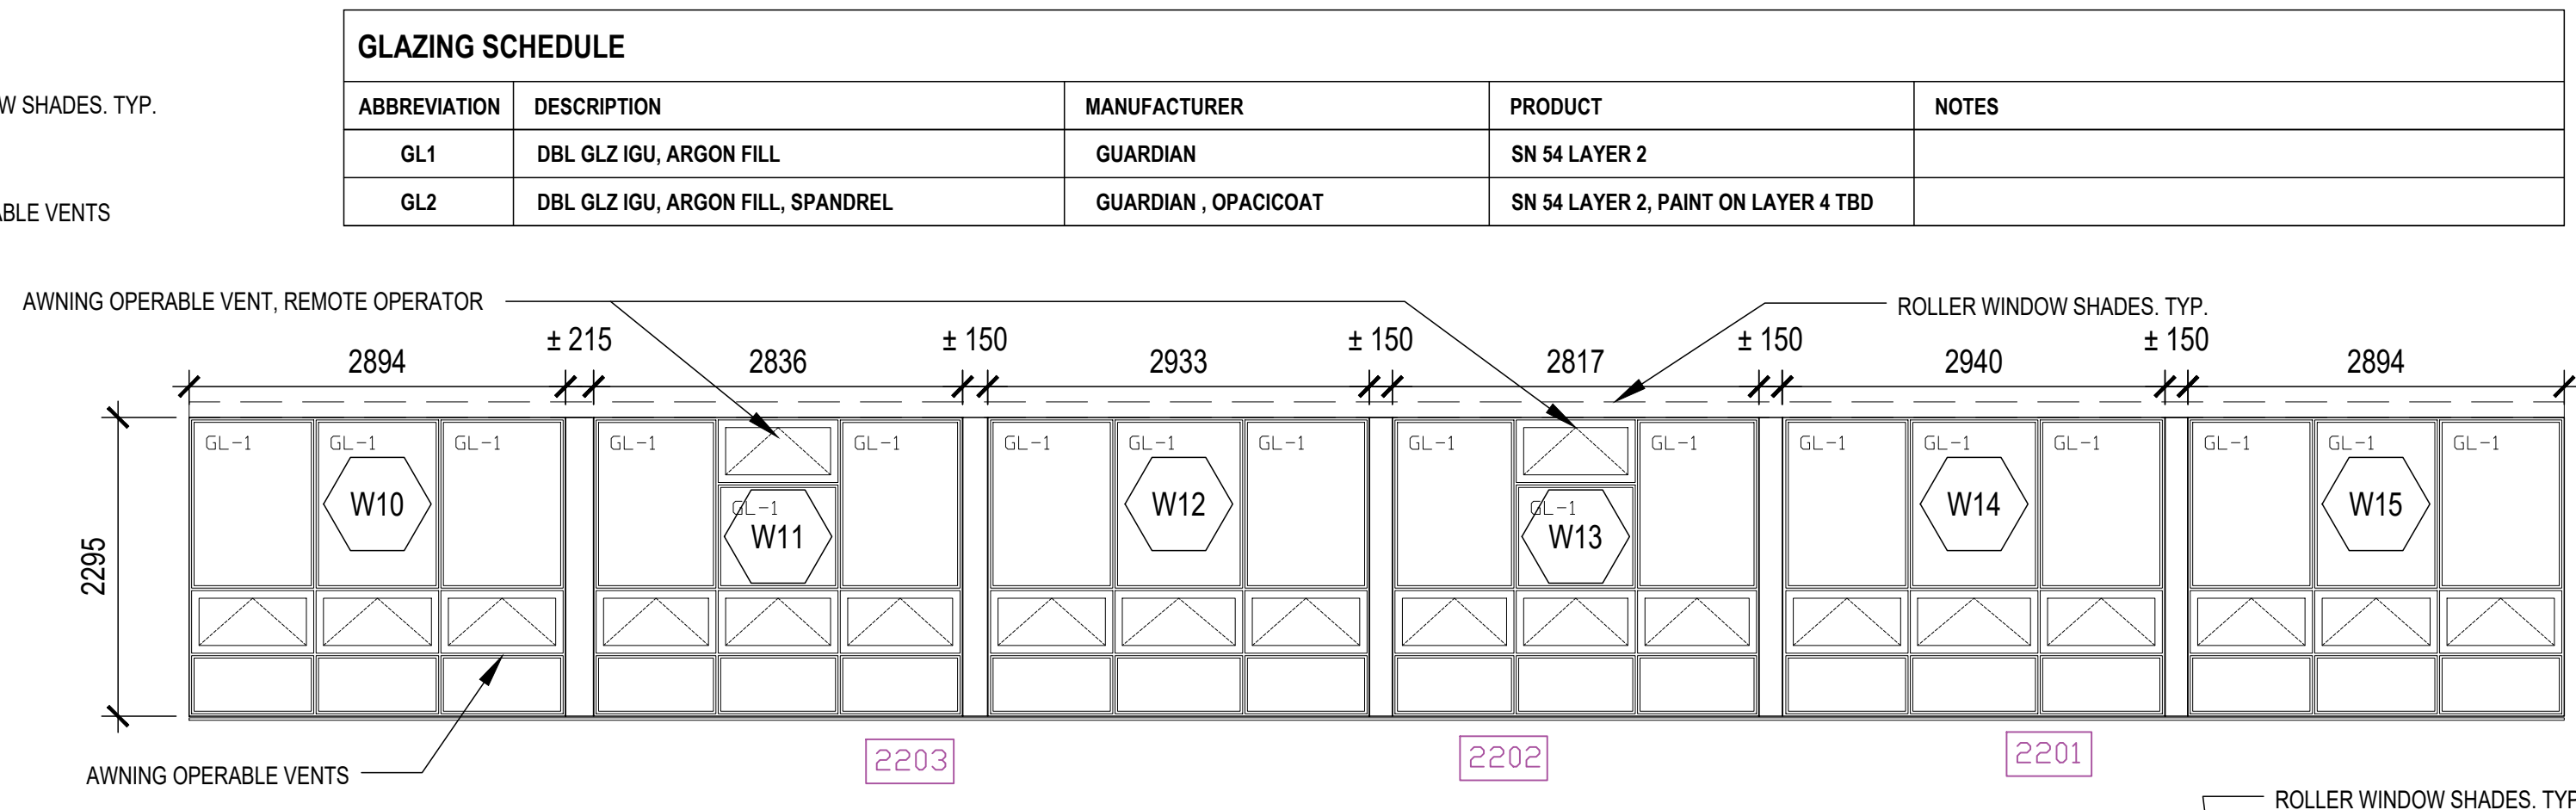 GLAZING SCHEDULE
ABBREVIATION DESCRIPTION MANUFACTURER PRODUCT NOTES
GL1 DBL GLZ IGU, ARGON FILL GUARDIAN SN 54 LAYER 2
GL2 DBL GLZ IGU, ARGON FILL, SPANDREL GUARDIAN , OPACICOAT SN 54 LAYER 2, PAINT ON LAYER 4 TBD
W SHADES. TYP.
ABLE VENTS
AWNING OPERABLE VENT, REMOTE OPERATOR
ROLLER WINDOW SHADES. TYP.
2894 ± 215 2836 ± 150 2933 ± 150 2817 ± 150 2940 ± 150 2894
2295
GL-1 GL-1 GL-1 GL-1 GL-1 GL-1 GL-1 GL-1 GL-1 GL-1 GL-1 GL-1 GL-1 GL-1 GL-1 GL-1
W10 W12 W14 W15
GL-1 GL-1
W11 W13
2203 2202 2201
AWNING OPERABLE VENTS
ROLLER WINDOW SHADES. TYP